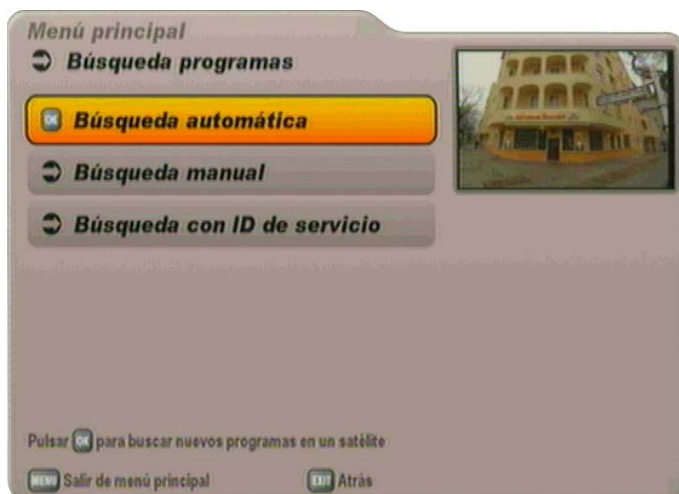 Menú principal
Búsqueda programas
OK Búsqueda automática
Búsqueda manual
Búsqueda con ID de servicio
Pulsar OK para buscar nuevos programas en un satélite
MENU Salir de menú principal EXIT Atrás